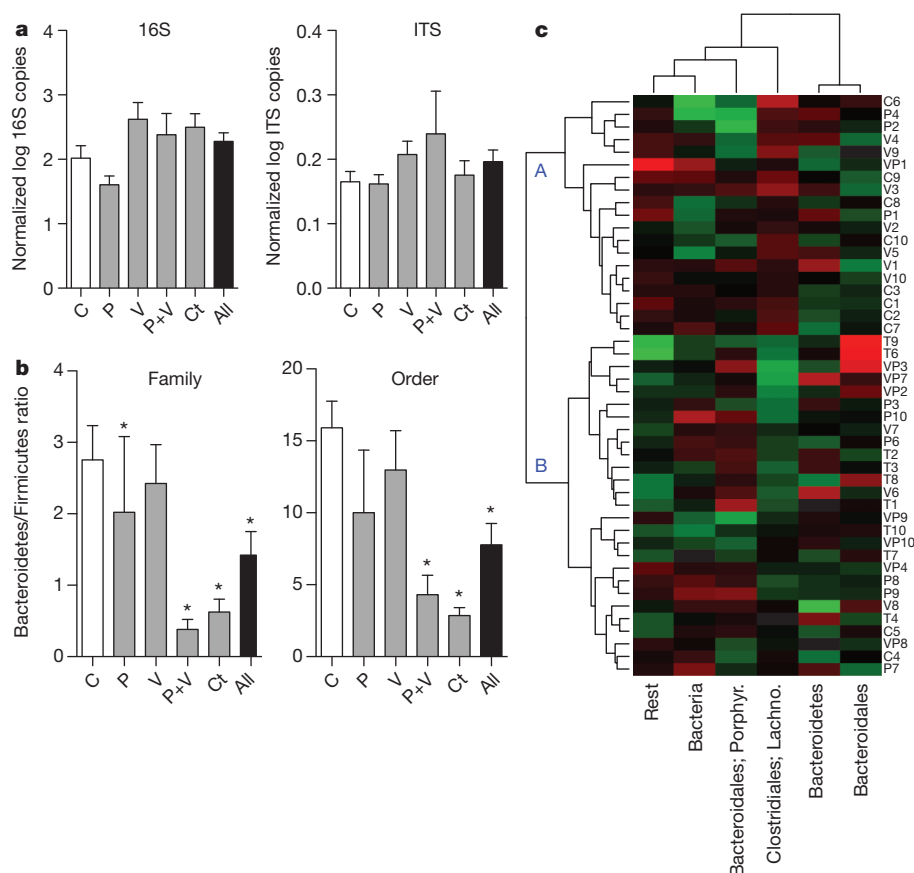 a
16S
Normalized log 16S copies
4
3
2
1
0
C
P
V
P+V
Ct
All
ITS
Normalized log ITS copies
0.4
0.3
0.2
0.1
0.0
C
P
V
P+V
Ct
All
b
Bacteroidetes/Firmicutes ratio
Family
4
3
2
1
0
*
*
*
*
C
P
V
P+V
Ct
All
Order
20
15
10
5
0
*
*
*
C
P
V
P+V
Ct
All
c
A
B
C6
P4
P2
V4
V9
VP1
C9
V3
C8
P1
V2
C10
V5
V1
V10
C3
C1
C2
C7
T9
T6
VP3
VP7
VP2
P3
P10
V7
P6
T2
T3
T8
V6
T1
VP9
T10
VP10
T7
VP4
P8
P9
V8
T4
C5
VP8
C4
P7
Rest
Bacteria
Bacteroidales; Porphyr.
Clostridiales; Lachno.
Bacteroidetes
Bacteroidales